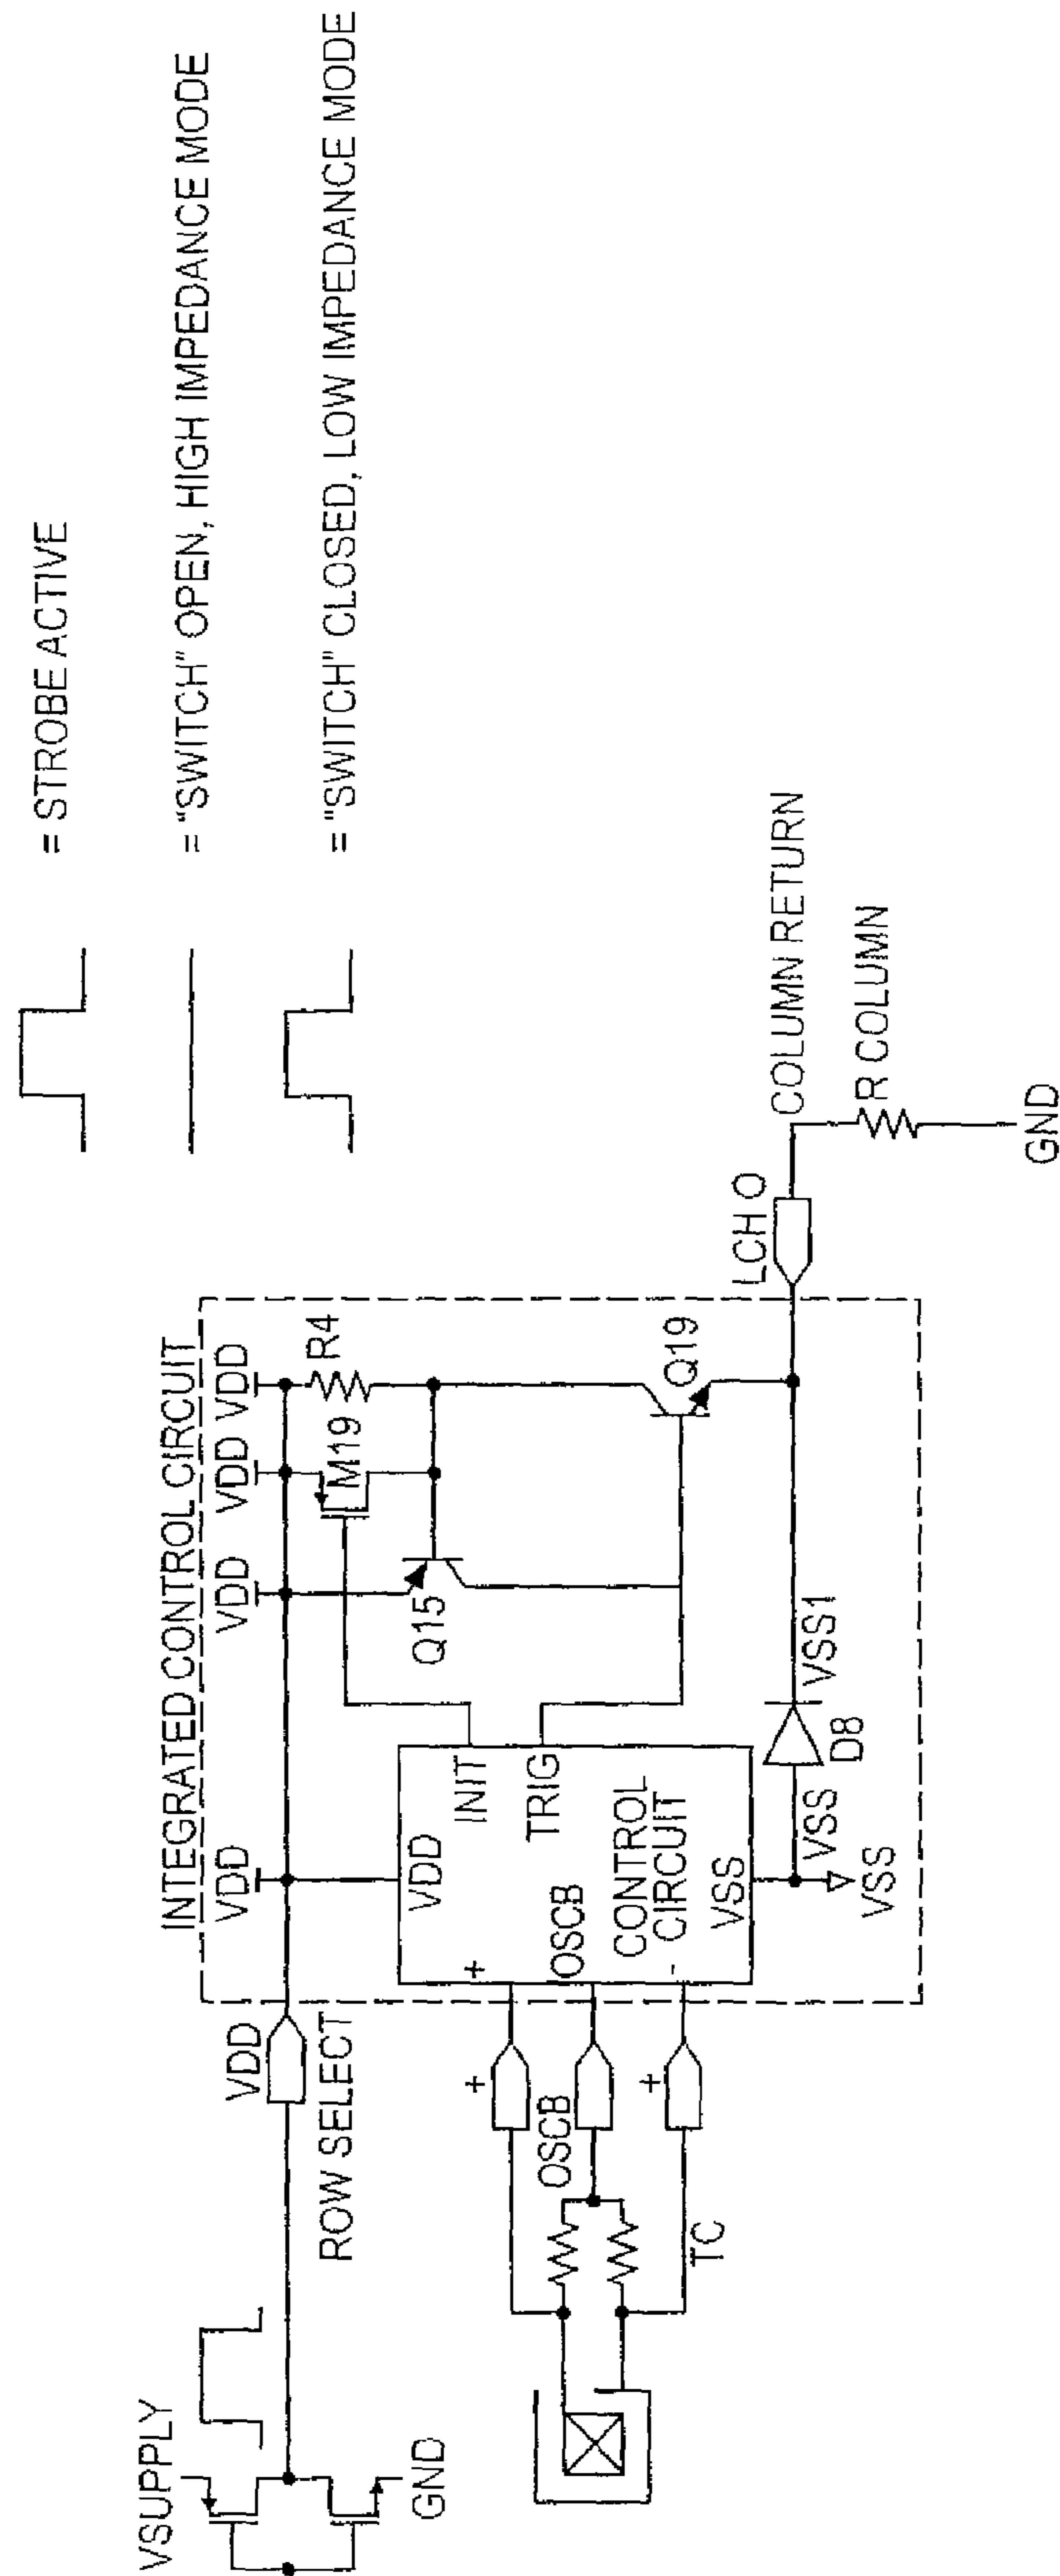 = STROBE ACTIVE
= "SWITCH" OPEN, HIGH IMPEDANCE MODE
= "SWITCH" CLOSED, LOW IMPEDANCE MODE
INTEGRATED CONTROL CIRCUIT
VSUPPLY
GND
VDD
ROW SELECT
VDD
VDD
VDD
VDD
R4
M19
Q15
Q19
VDD
INIT
TRIG
+
OSCB
-
CONTROL
CIRCUIT
VSS
+
OSCB
+
TC
VSS
VSS
D8
VSS1
LCH O
COLUMN RETURN
R COLUMN
GND